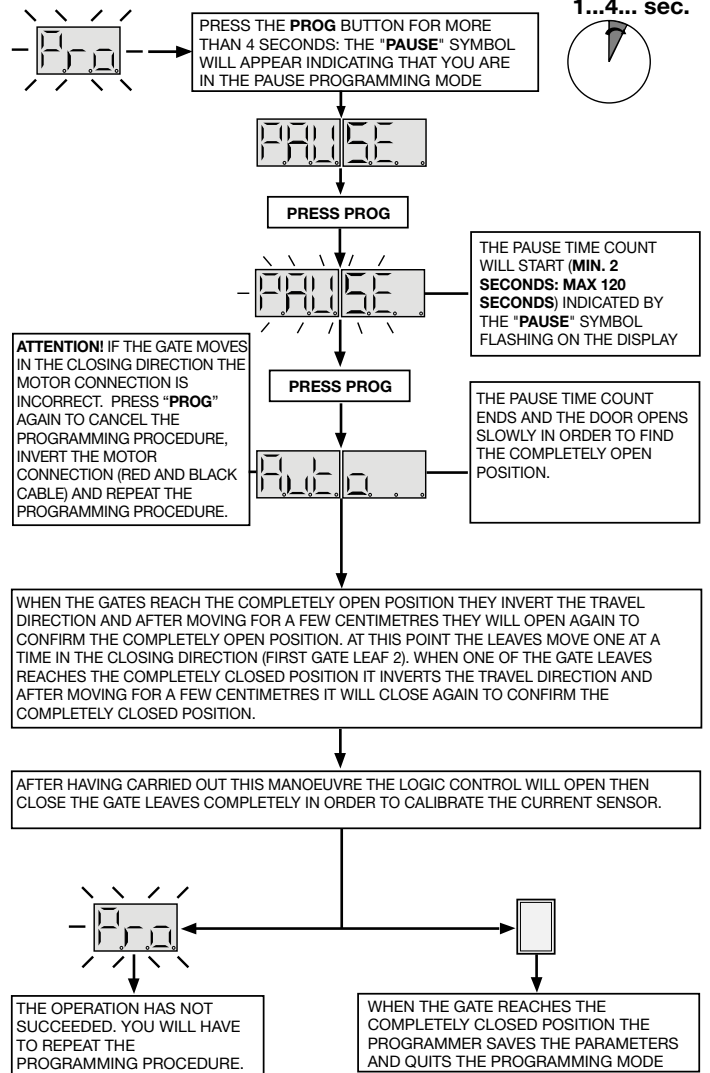 1...4... sec.
Pro
PRESS THE PROG BUTTON FOR MORE
THAN 4 SECONDS: THE "PAUSE" SYMBOL
WILL APPEAR INDICATING THAT YOU ARE
IN THE PAUSE PROGRAMMING MODE
PAUSE
PRESS PROG
PAUSE
THE PAUSE TIME COUNT
WILL START (MIN. 2
SECONDS: MAX 120
SECONDS) INDICATED BY
THE "PAUSE" SYMBOL
FLASHING ON THE DISPLAY
ATTENTION! IF THE GATE MOVES
IN THE CLOSING DIRECTION THE
MOTOR CONNECTION IS
INCORRECT. PRESS “PROG”
AGAIN TO CANCEL THE
PROGRAMMING PROCEDURE,
INVERT THE MOTOR
CONNECTION (RED AND BLACK
CABLE) AND REPEAT THE
PROGRAMMING PROCEDURE.
PRESS PROG
Auto
THE PAUSE TIME COUNT
ENDS AND THE DOOR OPENS
SLOWLY IN ORDER TO FIND
THE COMPLETELY OPEN
POSITION.
WHEN THE GATES REACH THE COMPLETELY OPEN POSITION THEY INVERT THE TRAVEL
DIRECTION AND AFTER MOVING FOR A FEW CENTIMETRES THEY WILL OPEN AGAIN TO
CONFIRM THE COMPLETELY OPEN POSITION. AT THIS POINT THE LEAVES MOVE ONE AT A
TIME IN THE CLOSING DIRECTION (FIRST GATE LEAF 2). WHEN ONE OF THE GATE LEAVES
REACHES THE COMPLETELY CLOSED POSITION IT INVERTS THE TRAVEL DIRECTION AND
AFTER MOVING FOR A FEW CENTIMETRES IT WILL CLOSE AGAIN TO CONFIRM THE
COMPLETELY CLOSED POSITION.
AFTER HAVING CARRIED OUT THIS MANOEUVRE THE LOGIC CONTROL WILL OPEN THEN
CLOSE THE GATE LEAVES COMPLETELY IN ORDER TO CALIBRATE THE CURRENT SENSOR.
Pro
THE OPERATION HAS NOT
SUCCEEDED. YOU WILL HAVE
TO REPEAT THE
PROGRAMMING PROCEDURE.
WHEN THE GATE REACHES THE
COMPLETELY CLOSED POSITION THE
PROGRAMMER SAVES THE PARAMETERS
AND QUITS THE PROGRAMMING MODE